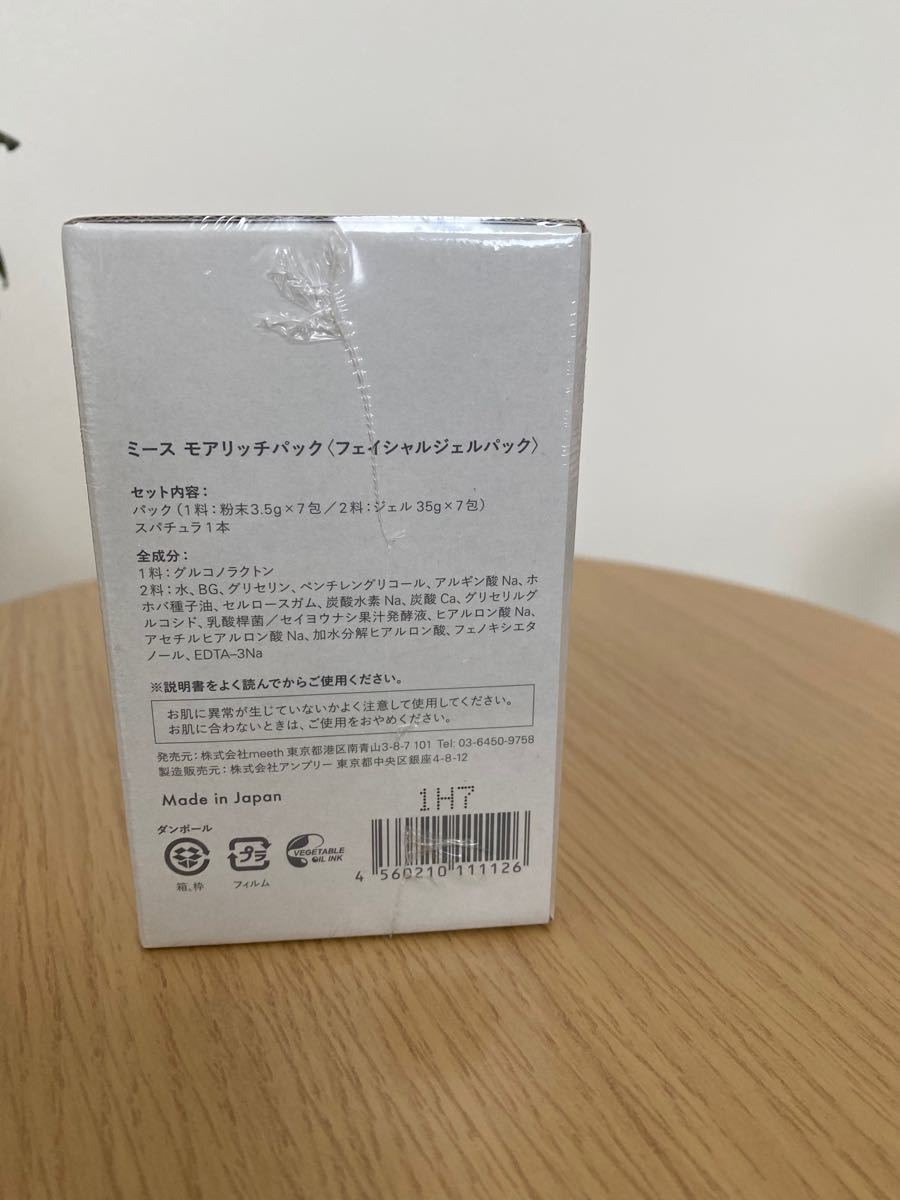 ミース モアリッチパック〈フェイシャルジェルパック〉
セット内容：
パック（1料：粉末3.5g×7包／2料：ジェル 35g×7包）
スパチュラ1本
全成分：
1料：グルコノラクトン
2料：水、BG、グリセリン、ペンチレングリコール、アルギン酸Na、ホ
ホバ種子油、セルロースガム、炭酸水素Na、炭酸Ca、グリセリルグ
ルコシド、乳酸桿菌／セイヨウナシ果汁発酵液、ヒアルロン酸Na、
アセチルヒアルロン酸Na、加水分解ヒアルロン酸、フェノキシエタ
ノール、EDTA–3Na
※説明書をよく読んでからご使用ください。
お肌に異常が生じていないかよく注意して使用してください。
お肌に合わないときは、ご使用をおやめください。
発売元：株式会社meeth 東京都港区南青山3-8-7 101 Tel: 03-6450-9758
製造販売元：株式会社アンプリー 東京都中央区銀座4-8-12
Made in Japan
1H7
ダンボール
プラ
VEGETABLE
OIL INK
箱、枠
フィルム
4 560210 111126